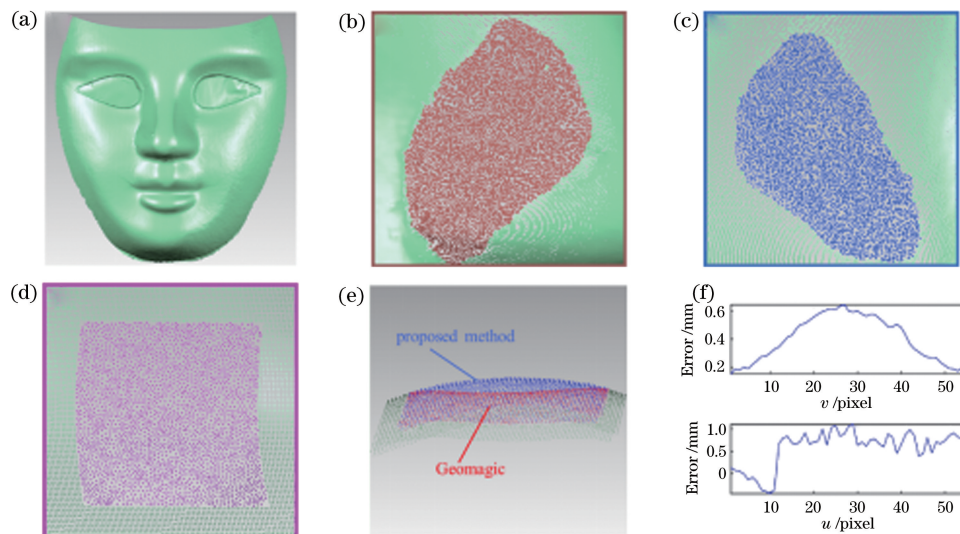 (a)
(b)
(c)
(d)
(e)
(f)
proposed method
Geomagic
Error /mm
0.6
0.4
0.2
10 20 30 40 50
v /pixel
Error /mm
1.0
0.5
0
10 20 30 40 50
u /pixel